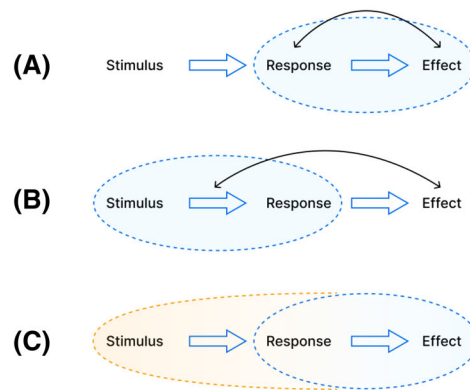 (A) Stimulus Response Effect
(B) Stimulus Response Effect
(C) Stimulus Response Effect